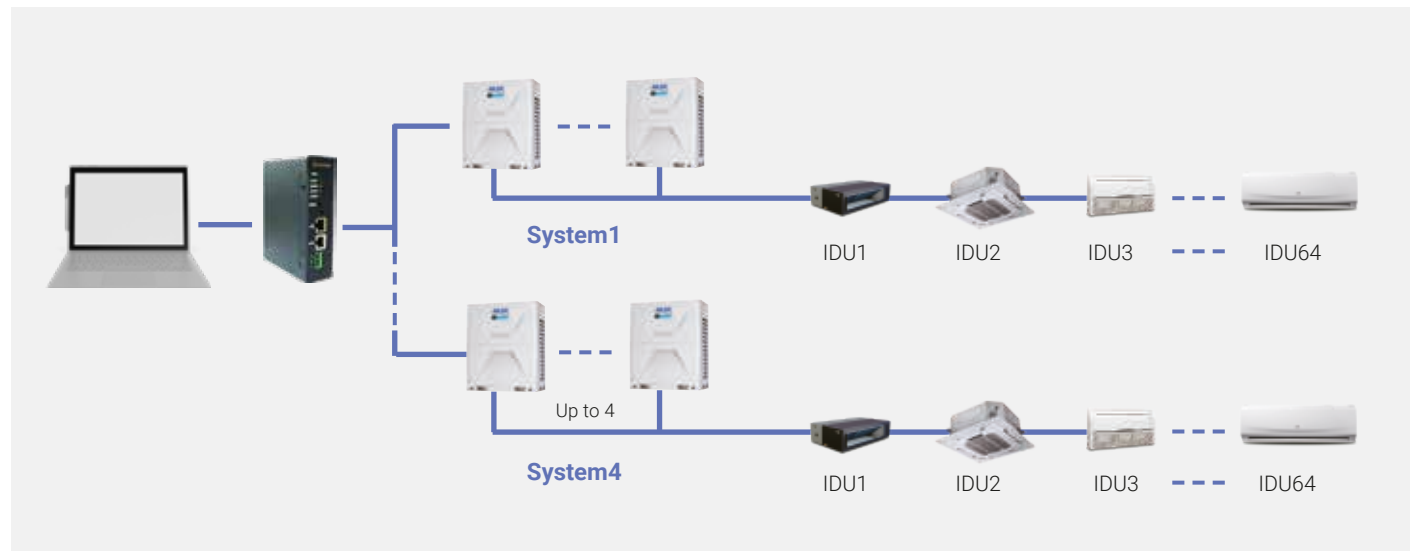 System1
IDU1 IDU2 IDU3 IDU64
Up to 4
System4
IDU1 IDU2 IDU3 IDU64